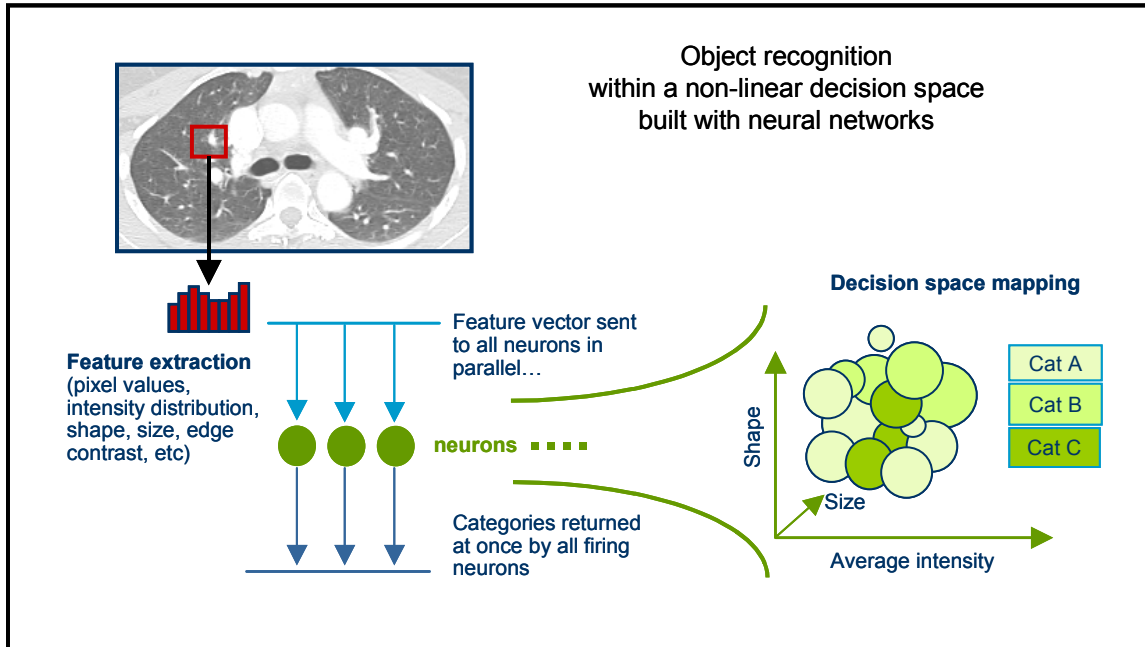 Object recognition
within a non-linear decision space
built with neural networks
Feature extraction
(pixel values,
intensity distribution,
shape, size, edge
contrast, etc)
Feature vector sent
to all neurons in
parallel…
neurons
Categories returned
at once by all firing
neurons
Decision space mapping
Cat A
Cat B
Cat C
Shape
Size
Average intensity